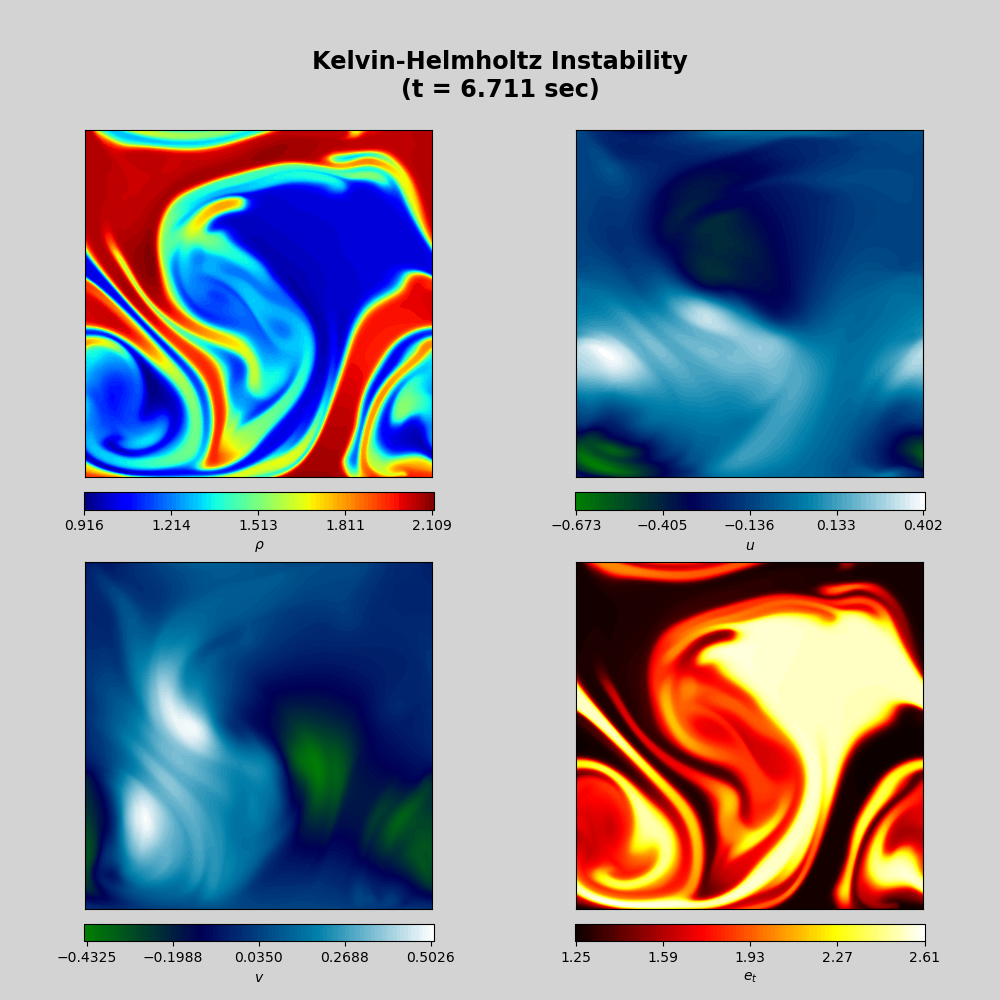 Kelvin-Helmholtz Instability
(t = 6.711 sec)
0.916 1.214 1.513 1.811 2.109
ρ
−0.673 −0.405 −0.136 0.133 0.402
u
−0.4325 −0.1988 0.0350 0.2688 0.5026
v
1.25 1.59 1.93 2.27 2.61
e_t